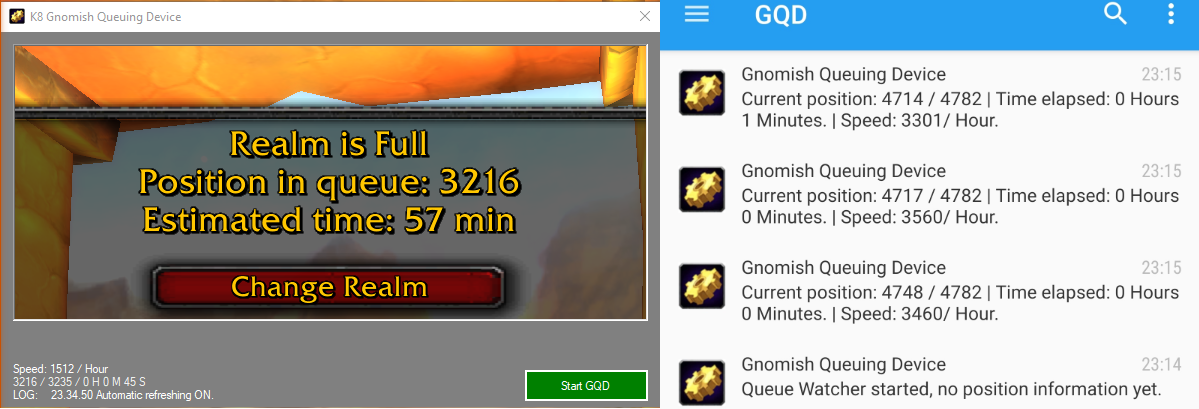 K8 Gnomish Queuing Device
Realm is Full
Position in queue: 3216
Estimated time: 57 min
Change Realm
Speed: 1512 / Hour
3216 / 3235 / 0 H 0 M 45 S
LOG: 23.34.50 Automatic refreshing ON.
Start GQD
GQD
Gnomish Queuing Device 23:15
Current position: 4714 / 4782 | Time elapsed: 0 Hours
1 Minutes. | Speed: 3301/ Hour.
Gnomish Queuing Device 23:15
Current position: 4717 / 4782 | Time elapsed: 0 Hours
0 Minutes. | Speed: 3560/ Hour.
Gnomish Queuing Device 23:15
Current position: 4748 / 4782 | Time elapsed: 0 Hours
0 Minutes. | Speed: 3460/ Hour.
Gnomish Queuing Device 23:14
Queue Watcher started, no position information yet.